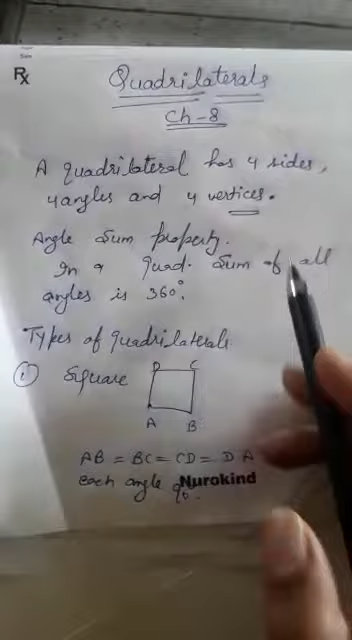 Rx
Quadrilaterals
Ch-8
A quadrilateral has 4 sides,
4 angles and 4 vertices.
Angle Sum property.
In a quad. Sum of all
angles is 360°.
Types of quadrilaterals
① Square
D C
A B
AB = BC = CD = DA
each angle 90.
Nurokind